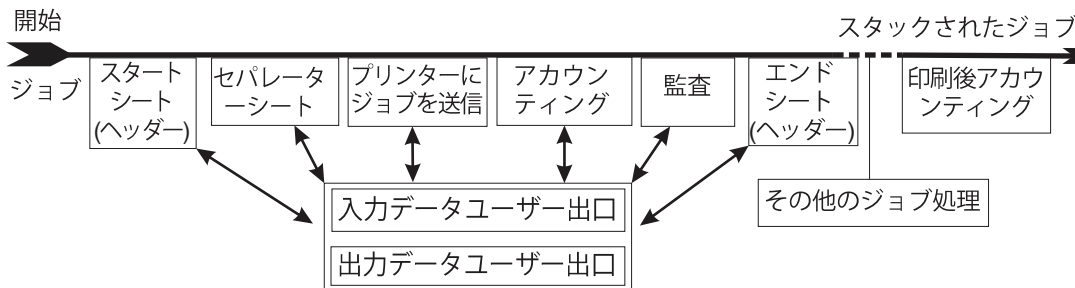 開始
スタックされたジョブ
ジョブ
スタート
シート
(ヘッダー)
セパレータ
ーシート
プリンターに
ジョブを送信
アカウン
ティング
監査
エンド
シート
(ヘッダー)
印刷後アカウ
ンティング
その他のジョブ処理
入力データユーザー出口
出力データユーザー出口